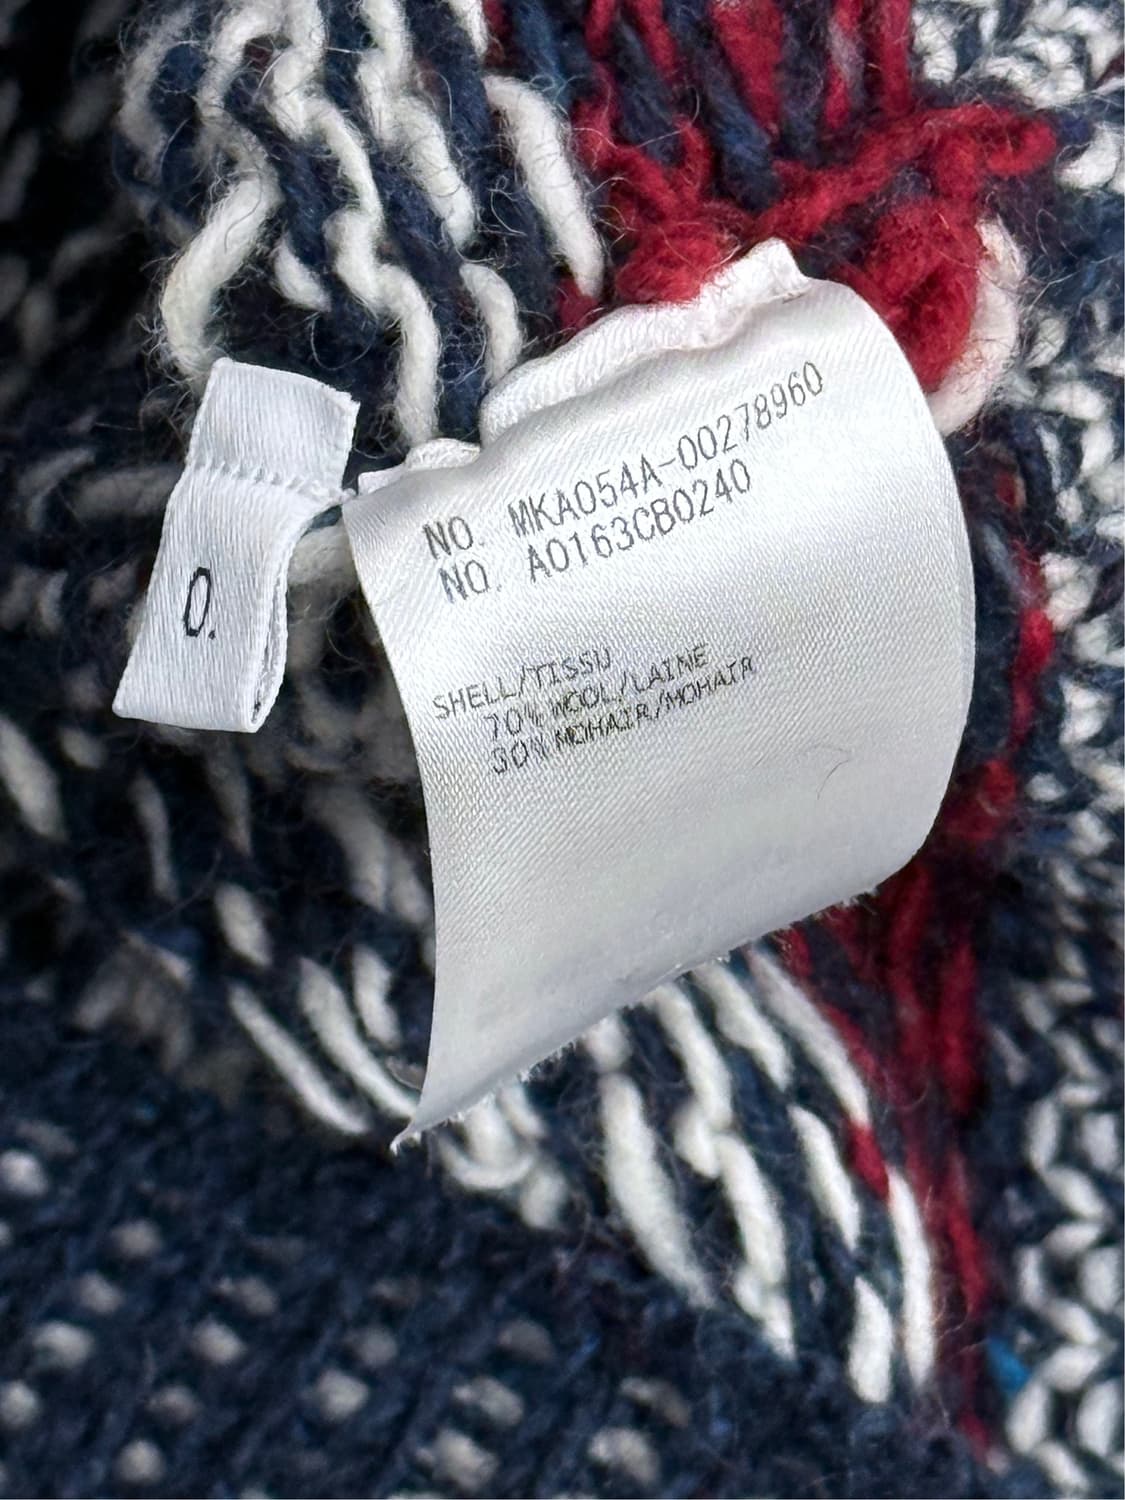 NO. MKA054A-00278960
NO. A0163CB0240
SHELL/TISSU
70% WOOL/LAINE
30% MOHAIR/MOHAIR
0.